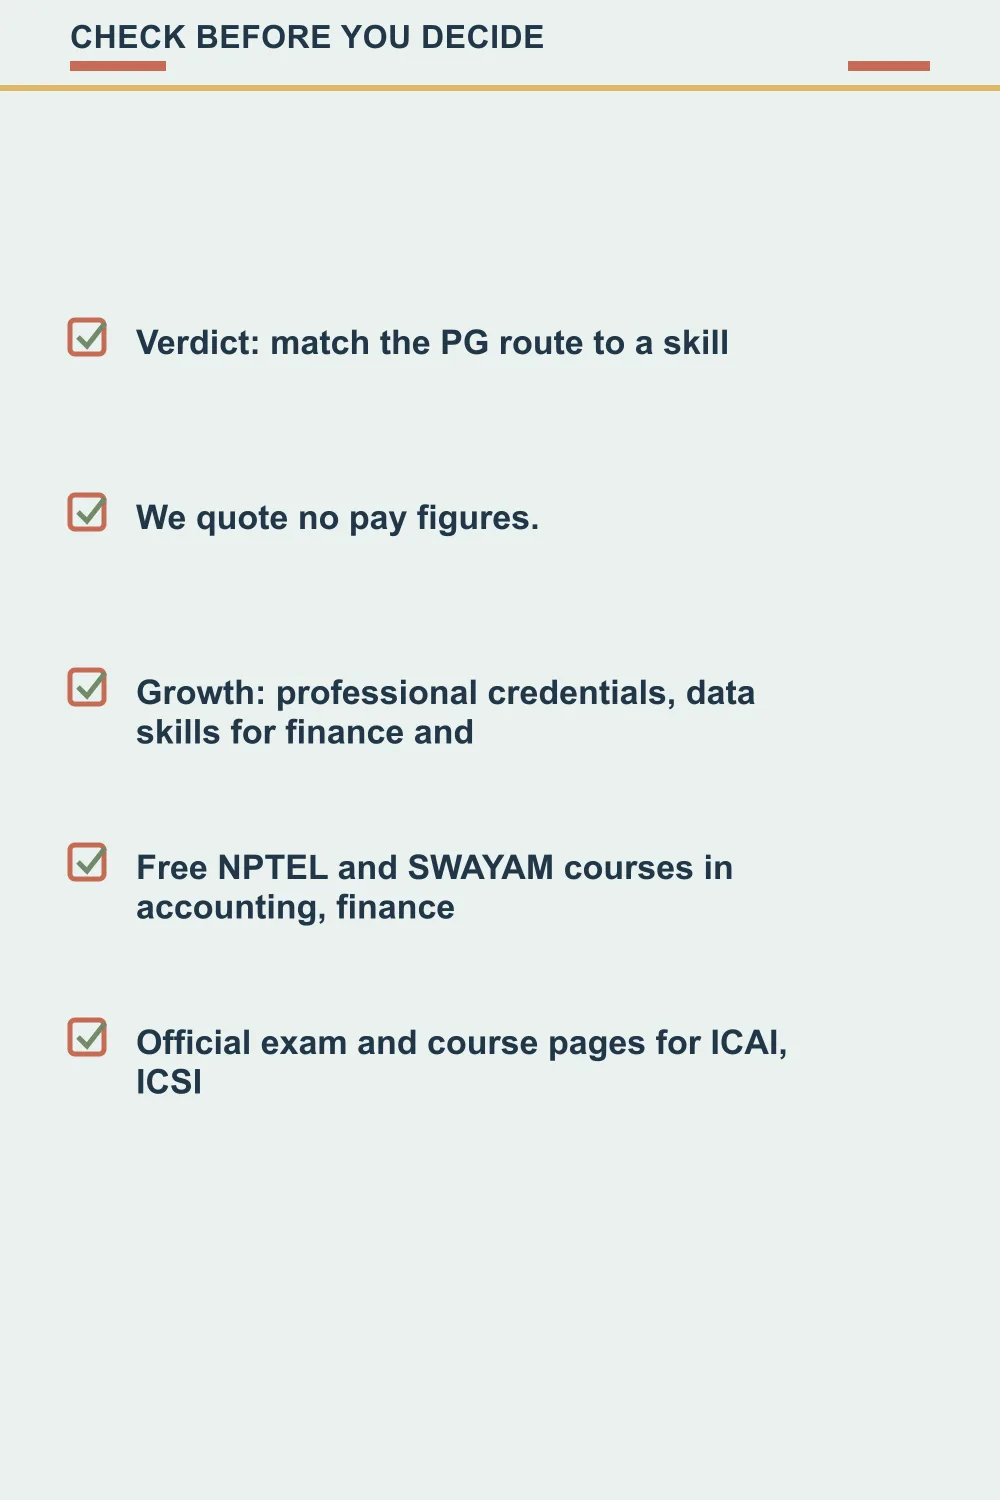 CHECK BEFORE YOU DECIDE
Verdict: match the PG route to a skill
We quote no pay figures.
Growth: professional credentials, data
skills for finance and
Free NPTEL and SWAYAM courses in
accounting, finance
Official exam and course pages for ICAI,
ICSI